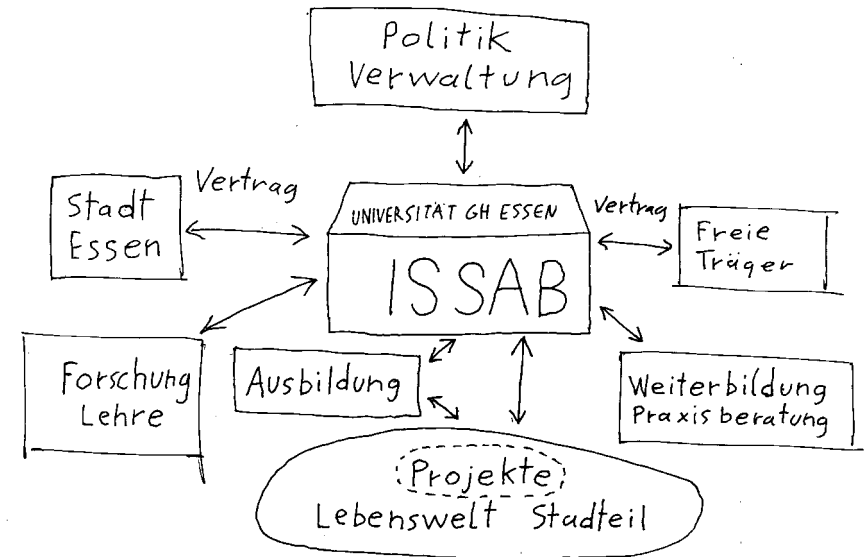 Politik
Verwaltung
Stadt
Essen
Vertrag
UNIVERSITÄT GH ESSEN
ISSAB
Vertrag
Freie
Träger
Forschung
Lehre
Ausbildung
Weiterbildung
Praxisberatung
Projekte
Lebenswelt Stadteil